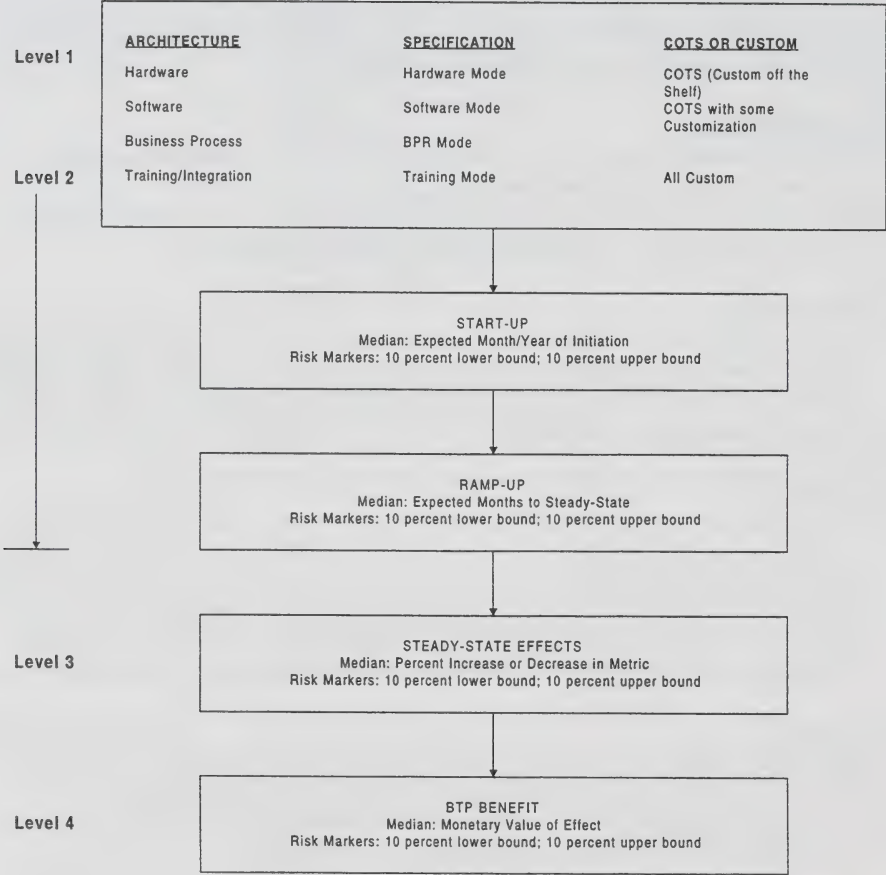 Level 1
ARCHITECTURE
SPECIFICATION
COTS OR CUSTOM
Hardware
Hardware Mode
COTS (Custom off the
Shelf)
Software
Software Mode
COTS with some
Customization
Business Process
BPR Mode
Level 2
Training/Integration
Training Mode
All Custom
START-UP
Median: Expected Month/Year of Initiation
Risk Markers: 10 percent lower bound; 10 percent upper bound
RAMP-UP
Median: Expected Months to Steady-State
Risk Markers: 10 percent lower bound; 10 percent upper bound
Level 3
STEADY-STATE EFFECTS
Median: Percent Increase or Decrease in Metric
Risk Markers: 10 percent lower bound; 10 percent upper bound
Level 4
BTP BENEFIT
Median: Monetary Value of Effect
Risk Markers: 10 percent lower bound; 10 percent upper bound